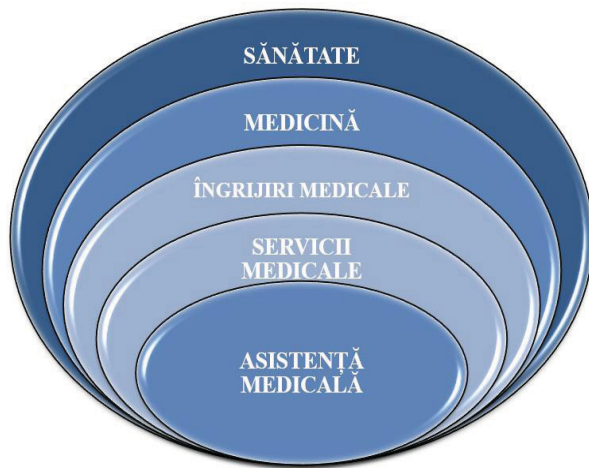 SĂNĂTATE
MEDICINĂ
ÎNGRIJIRI MEDICALE
SERVICII
MEDICALE
ASISTENȚĂ
MEDICALĂ